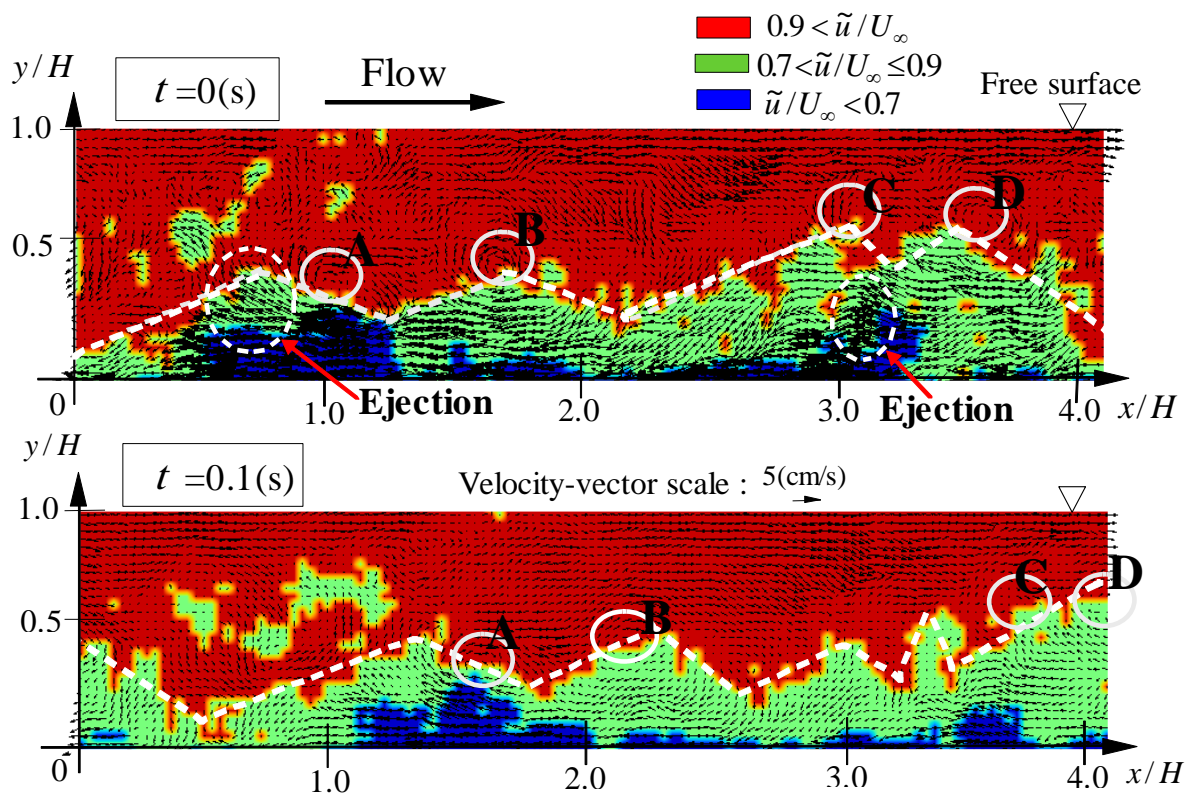 0.9 < ũ/U∞
0.7 < ũ/U∞ ≤ 0.9
ũ/U∞ < 0.7
y/H
t =0(s)
Flow
Free surface
1.0
0.5
0
A
B
C
D
Ejection
Ejection
1.0
2.0
3.0
4.0
x/H
y/H
t =0.1(s)
Velocity-vector scale : 5(cm/s)
1.0
0.5
0
A
B
C
D
1.0
2.0
3.0
4.0
x/H